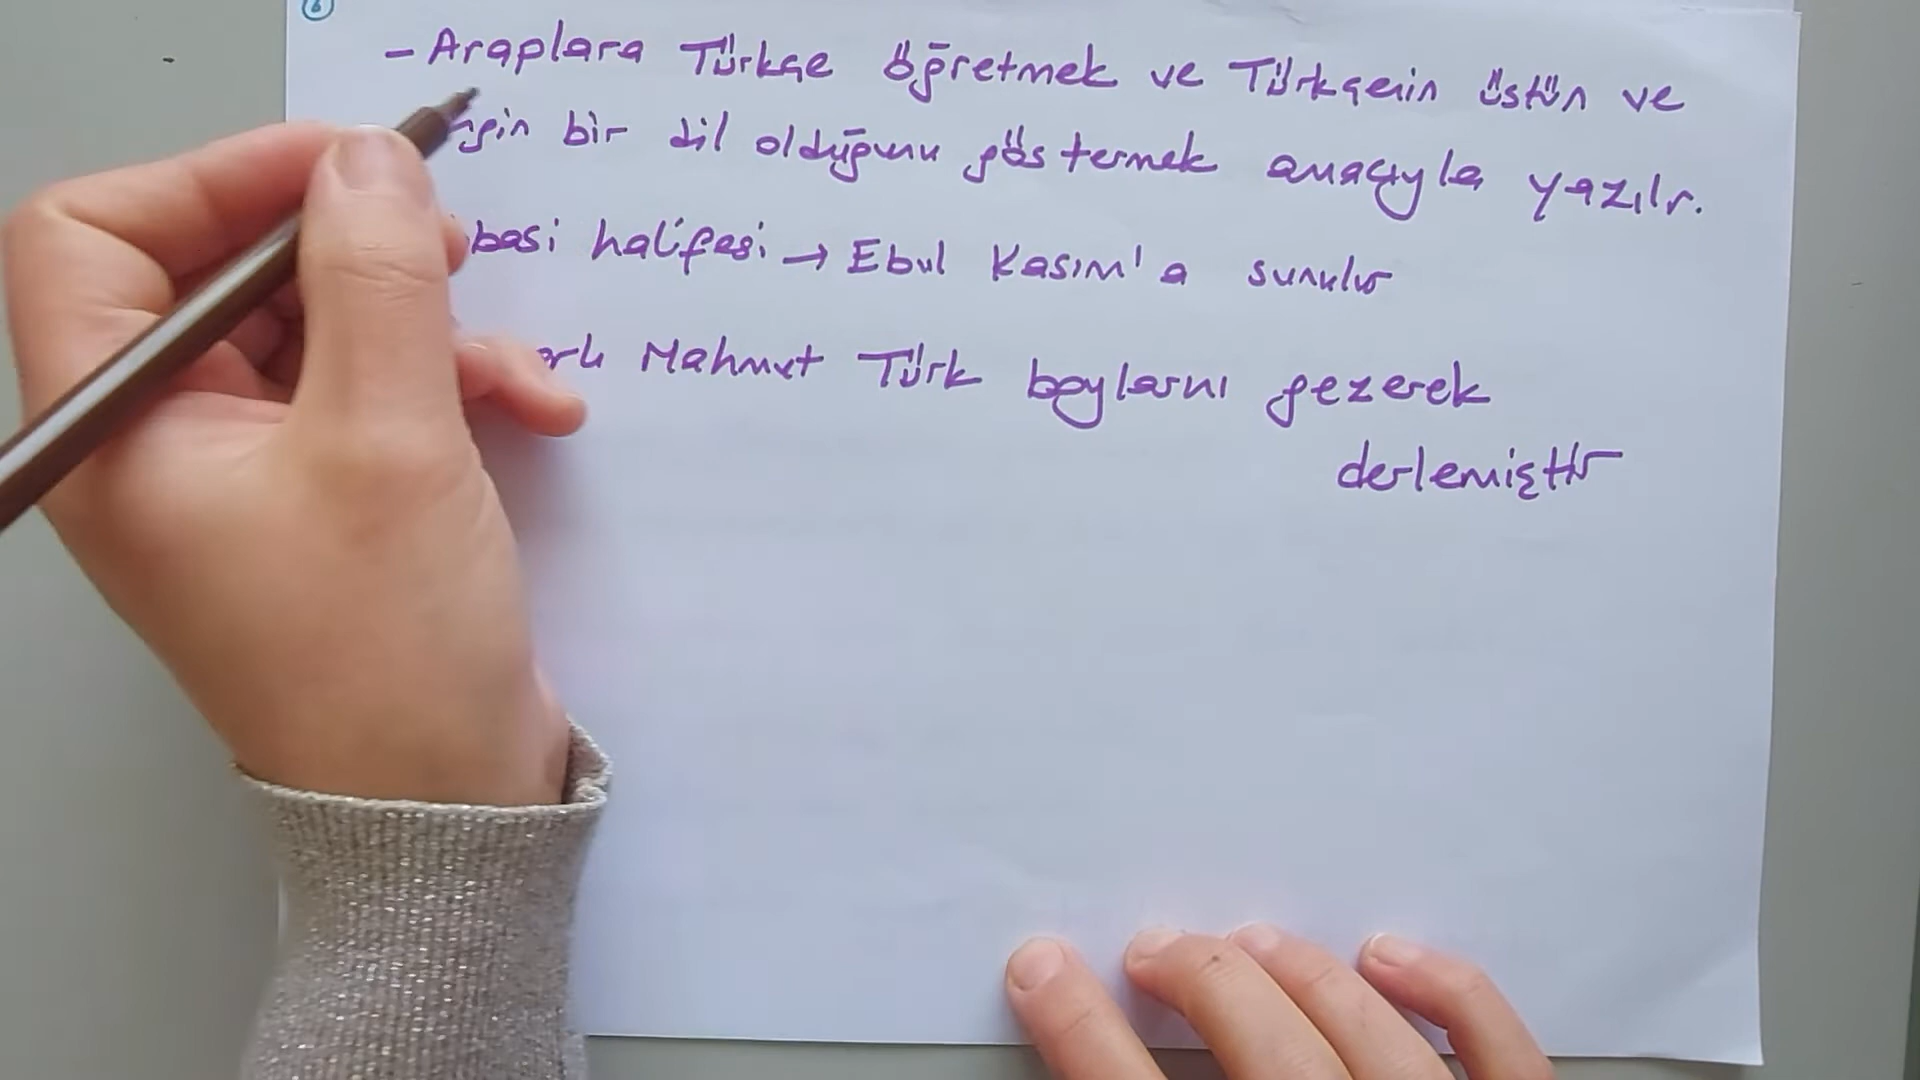 6
- Araplara Türkçe öğretmek ve Türkçenin üstün ve
bir dil olduğunu göstermek amacıyla yazılır.
halifesi → Ebul Kasım'a sunulur
Mahmut Türk boylarını gezerek
derlemiştir